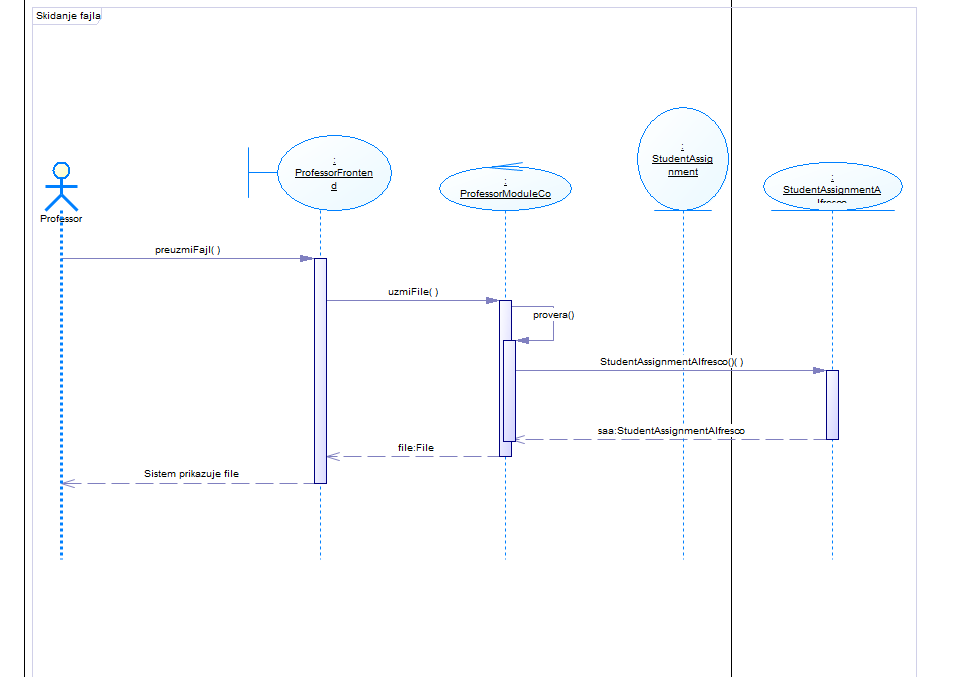 Skidanje fajla
:
ProfessorFronten
d
:
ProfessorModuleCo
:
StudentAssig
nment
:
StudentAssignmentA
lfresco
Professor
preuzmiFajl( )
uzmiFile( )
provera()
StudentAssignmentAlfresco()( )
saa:StudentAssignmentAlfresco
file:File
Sistem prikazuje file